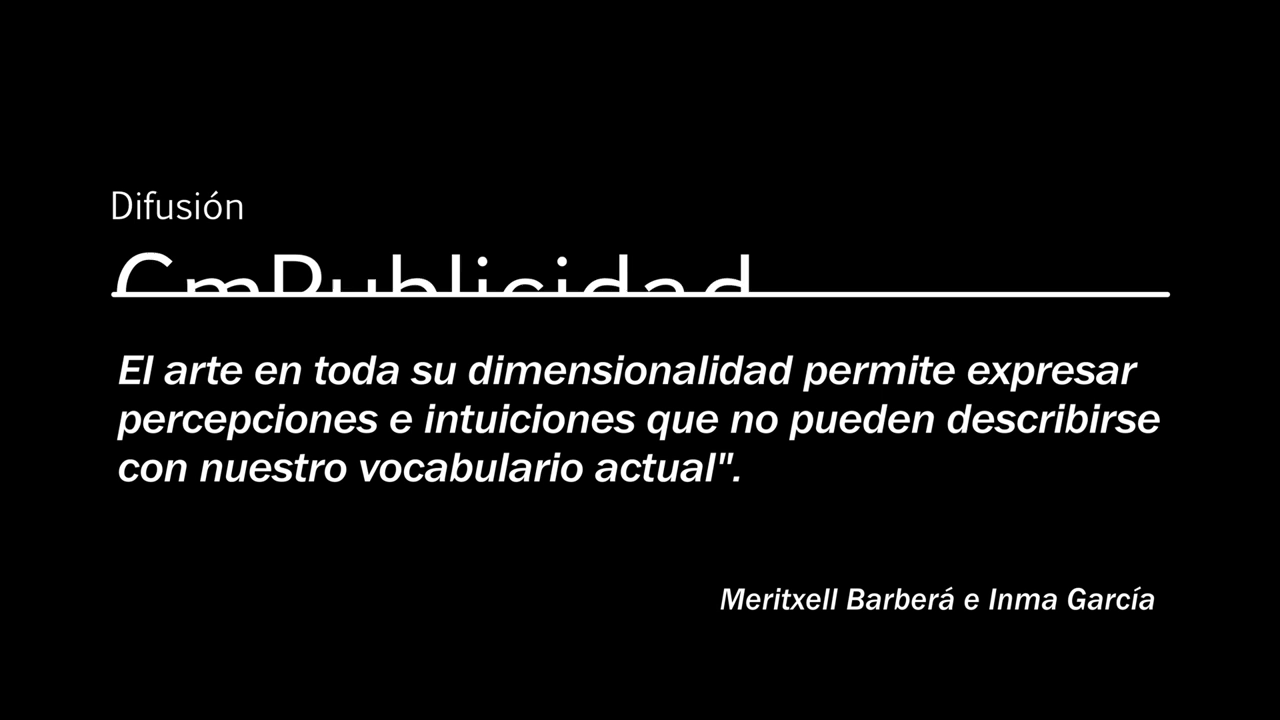 Difusión
CmPublicidad
El arte en toda su dimensionalidad permite expresar
percepciones e intuiciones que no pueden describirse
con nuestro vocabulario actual".
Meritxell Barberá e Inma García